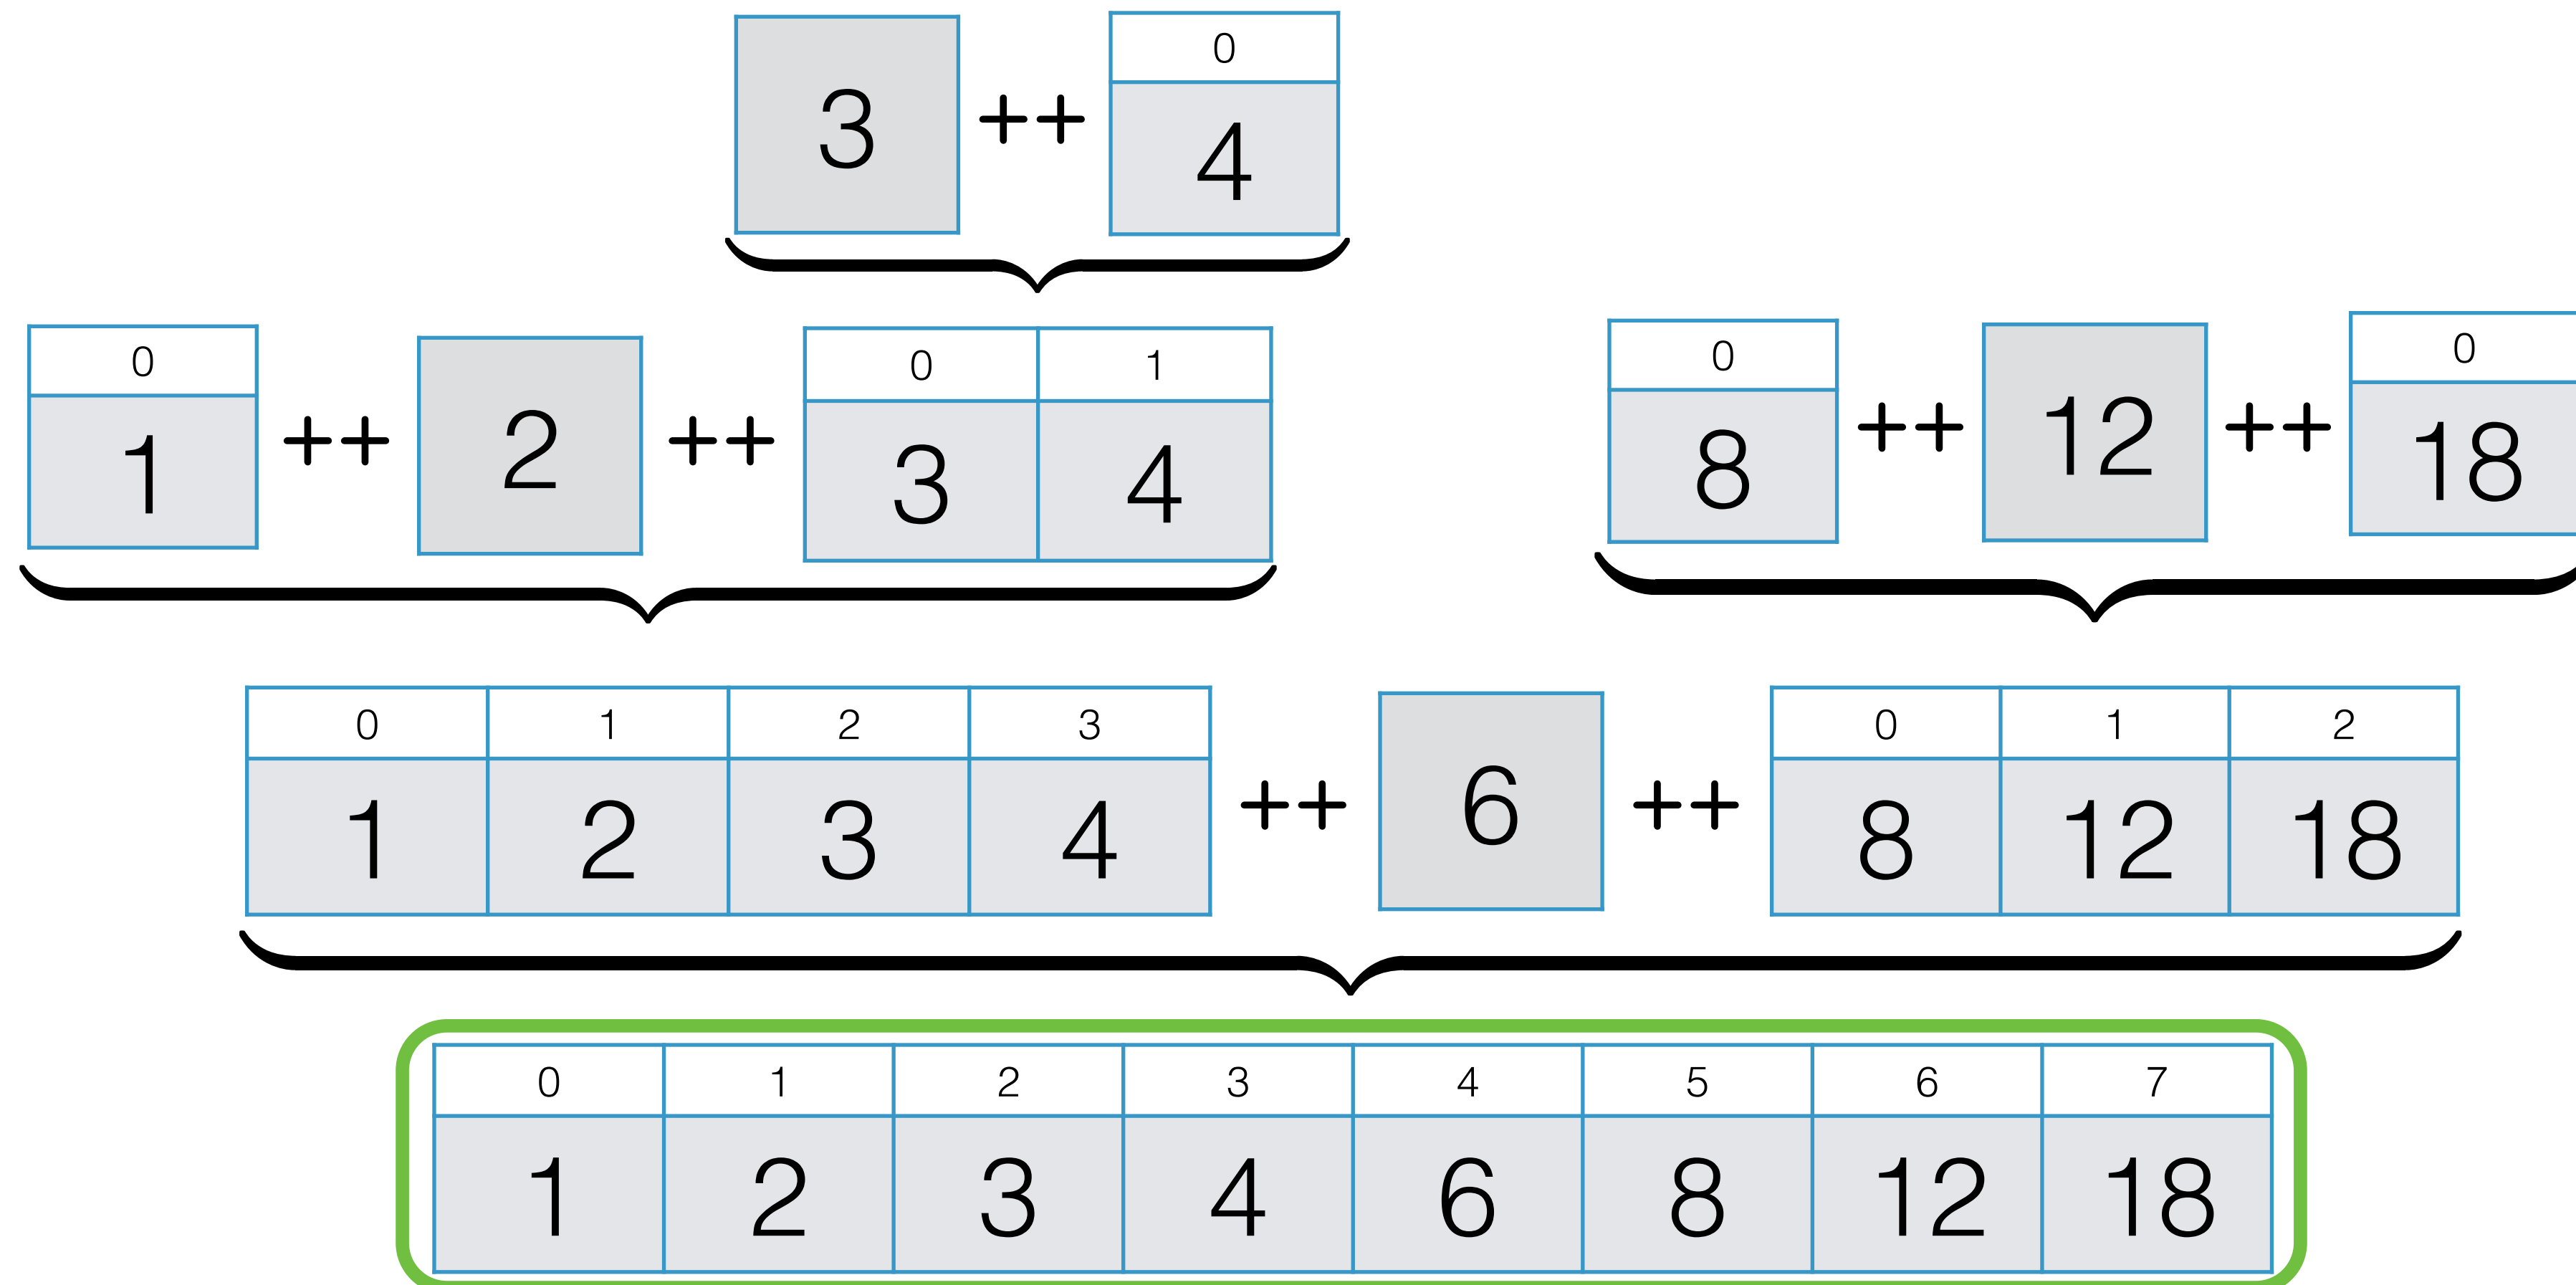 0
3 ++ 4
0 0 1 0 0
1 ++ 2 ++ 3 4 8 ++ 12 ++ 18
0 1 2 3 0 1 2
1 2 3 4 ++ 6 ++ 8 12 18
0 1 2 3 4 5 6 7
1 2 3 4 6 8 12 18